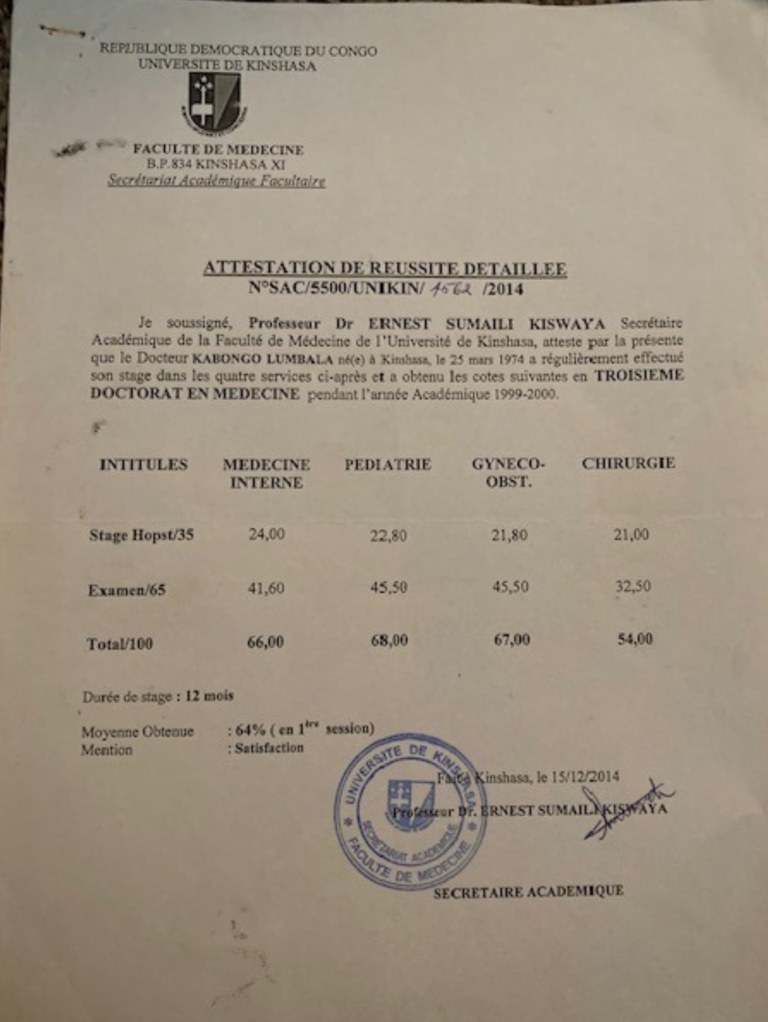 REPUBLIQUE DEMOCRATIQUE DU CONGO
UNIVERSITE DE KINSHASA
FACULTE DE MEDECINE
B.P.834 KINSHASA XI
Secrétariat Académique Facultaire
ATTESTATION DE REUSSITE DETAILLEE
N°SAC/5500/UNIKIN/ 1562 /2014
Je soussigné, Professeur Dr ERNEST SUMAILI KISWAYA Secrétaire
Académique de la Faculté de Médecine de l'Université de Kinshasa, atteste par la présente
que le Docteur KABONGO LUMBALA né(e) à Kinshasa, le 25 mars 1974 a régulièrement effectué
son stage dans les quatre services ci-après et a obtenu les cotes suivantes en TROISIEME
DOCTORAT EN MEDECINE pendant l'année Académique 1999-2000.
INTITULES MEDECINE INTERNE PEDIATRIE GYNECO-OBST. CHIRURGIE
Stage Hopst/35 24,00 22,80 21,80 21,00
Examen/65 41,60 45,50 45,50 32,50
Total/100 66,00 68,00 67,00 54,00
Durée de stage : 12 mois
Moyenne Obtenue : 64% ( en 1ère session)
Mention : Satisfaction
Fait à Kinshasa, le 15/12/2014
Professeur Dr. ERNEST SUMAILI KISWAYA
SECRETAIRE ACADEMIQUE
UNIVERSITE DE KINSHASA
SECRETARIAT ACADEMIQUE
FACULTE DE MEDECINE